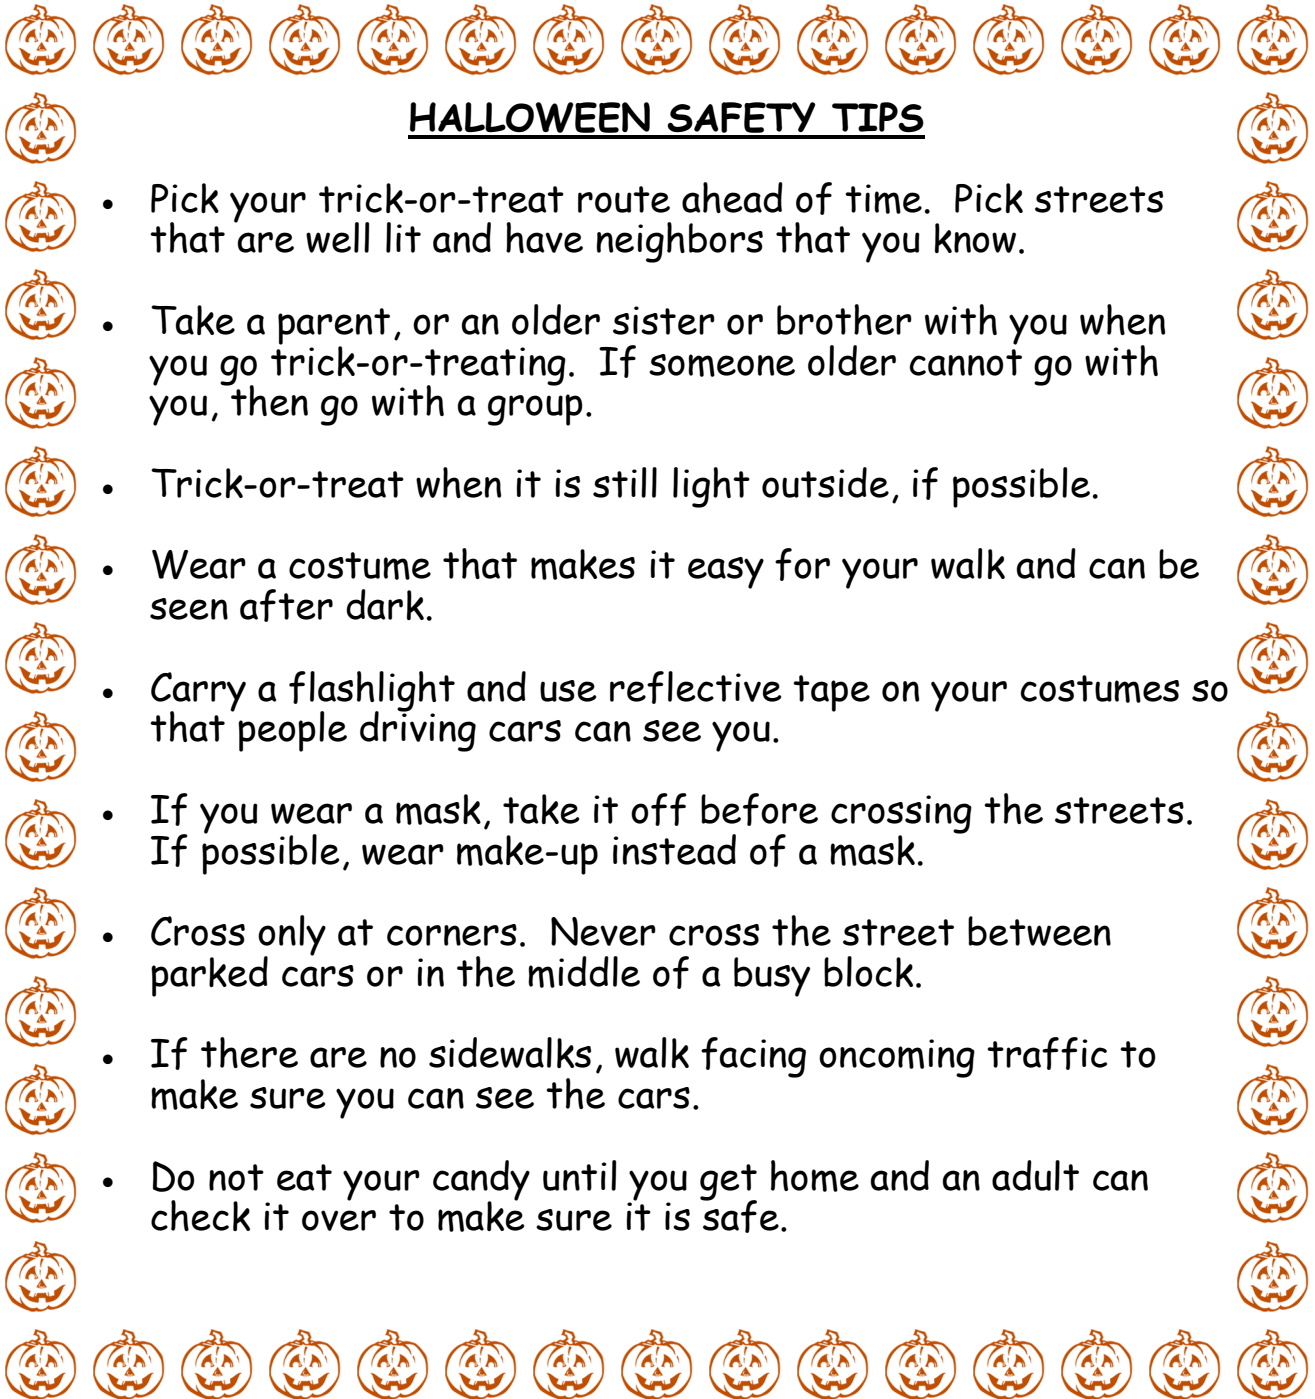 HALLOWEEN SAFETY TIPS
• Pick your trick-or-treat route ahead of time.  Pick streets
that are well lit and have neighbors that you know.
• Take a parent, or an older sister or brother with you when
you go trick-or-treating.  If someone older cannot go with
you, then go with a group.
• Trick-or-treat when it is still light outside, if possible.
• Wear a costume that makes it easy for your walk and can be
seen after dark.
• Carry a flashlight and use reflective tape on your costumes so
that people driving cars can see you.
• If you wear a mask, take it off before crossing the streets.
If possible, wear make-up instead of a mask.
• Cross only at corners.  Never cross the street between
parked cars or in the middle of a busy block.
• If there are no sidewalks, walk facing oncoming traffic to
make sure you can see the cars.
• Do not eat your candy until you get home and an adult can
check it over to make sure it is safe.